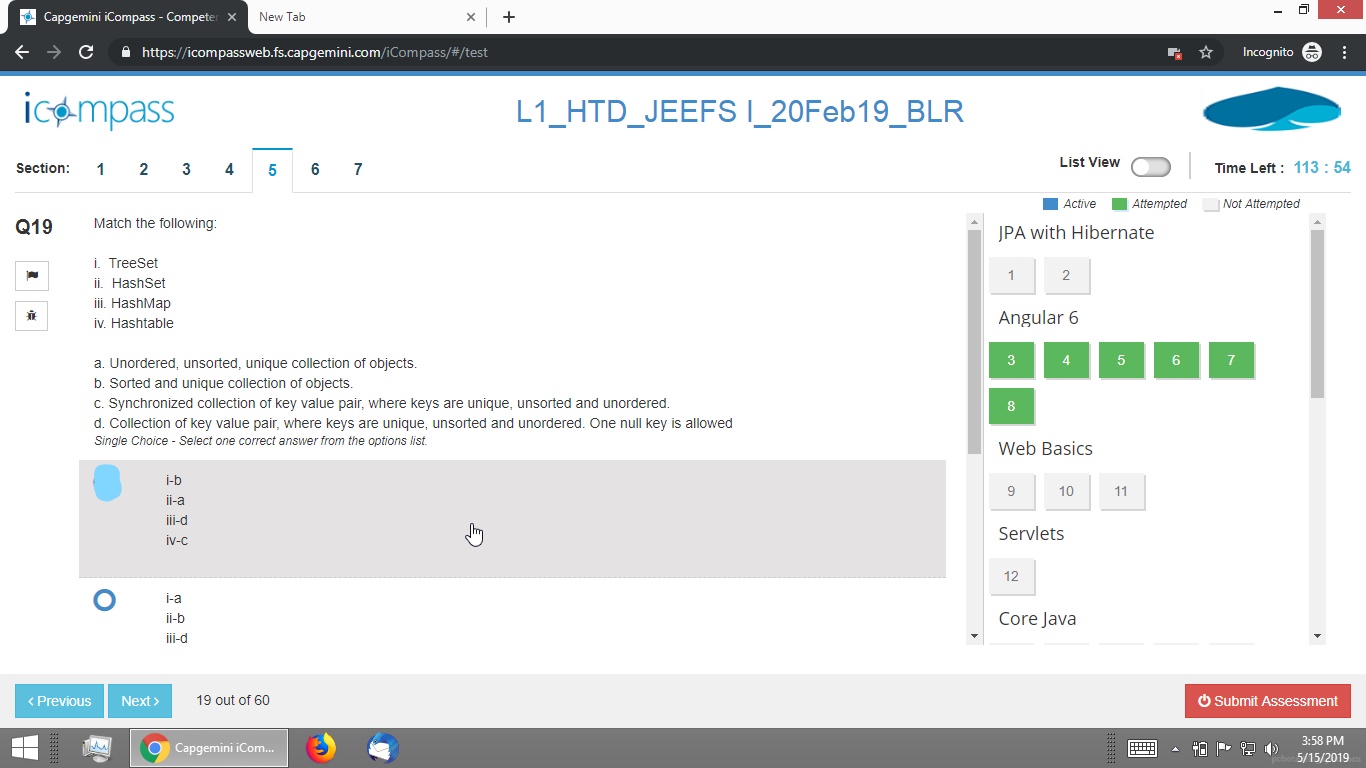 Capgemini iCompass - Competer
New Tab
https://icompassweb.fs.capgemini.com/iCompass/#/test
Incognito
icompass
L1_HTD_JEEFS I_20Feb19_BLR
Section: 1 2 3 4 5 6 7
List View
Time Left : 113 : 54
Active Attempted Not Attempted
Q19
Match the following:
i. TreeSet
ii. HashSet
iii. HashMap
iv. Hashtable
a. Unordered, unsorted, unique collection of objects.
b. Sorted and unique collection of objects.
c. Synchronized collection of key value pair, where keys are unique, unsorted and unordered.
d. Collection of key value pair, where keys are unique, unsorted and unordered. One null key is allowed
Single Choice - Select one correct answer from the options list.
i-b
ii-a
iii-d
iv-c
i-a
ii-b
iii-d
JPA with Hibernate
1 2
Angular 6
3 4 5 6 7
8
Web Basics
9 10 11
Servlets
12
Core Java
< Previous
Next >
19 out of 60
Submit Assessment
Capgemini iCom...
3:58 PM
5/15/2019